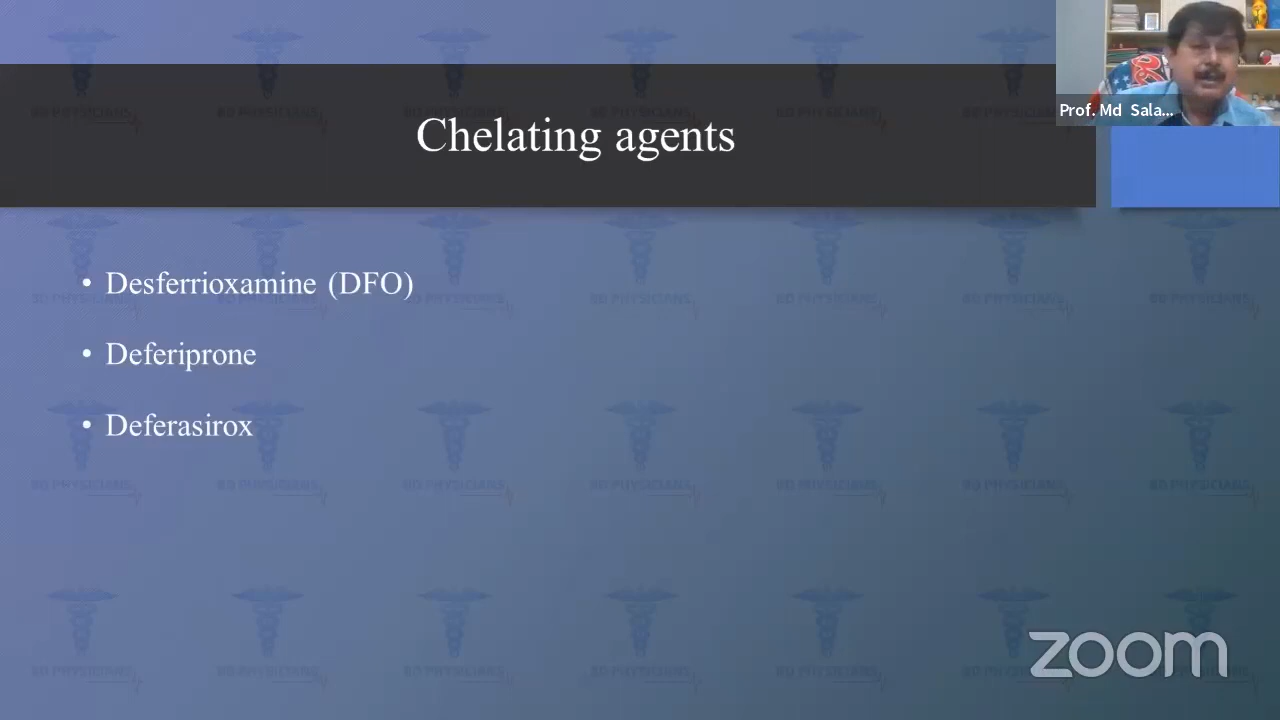 Prof. Md Sala...
Chelating agents
• Desferrioxamine (DFO)
• Deferiprone
• Deferasirox
BD PHYSICIANS
zoom